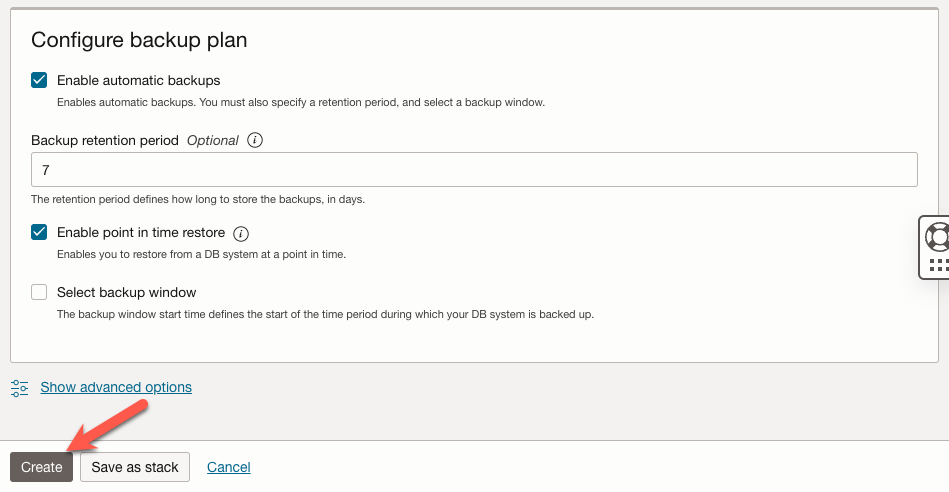 Configure backup plan
Enable automatic backups
Enables automatic backups. You must also specify a retention period, and select a backup window.
Backup retention period Optional i
7
The retention period defines how long to store the backups, in days.
Enable point in time restore i
Enables you to restore from a DB system at a point in time.
Select backup window
The backup window start time defines the start of the time period during which your DB system is backed up.
Show advanced options
Create Save as stack Cancel